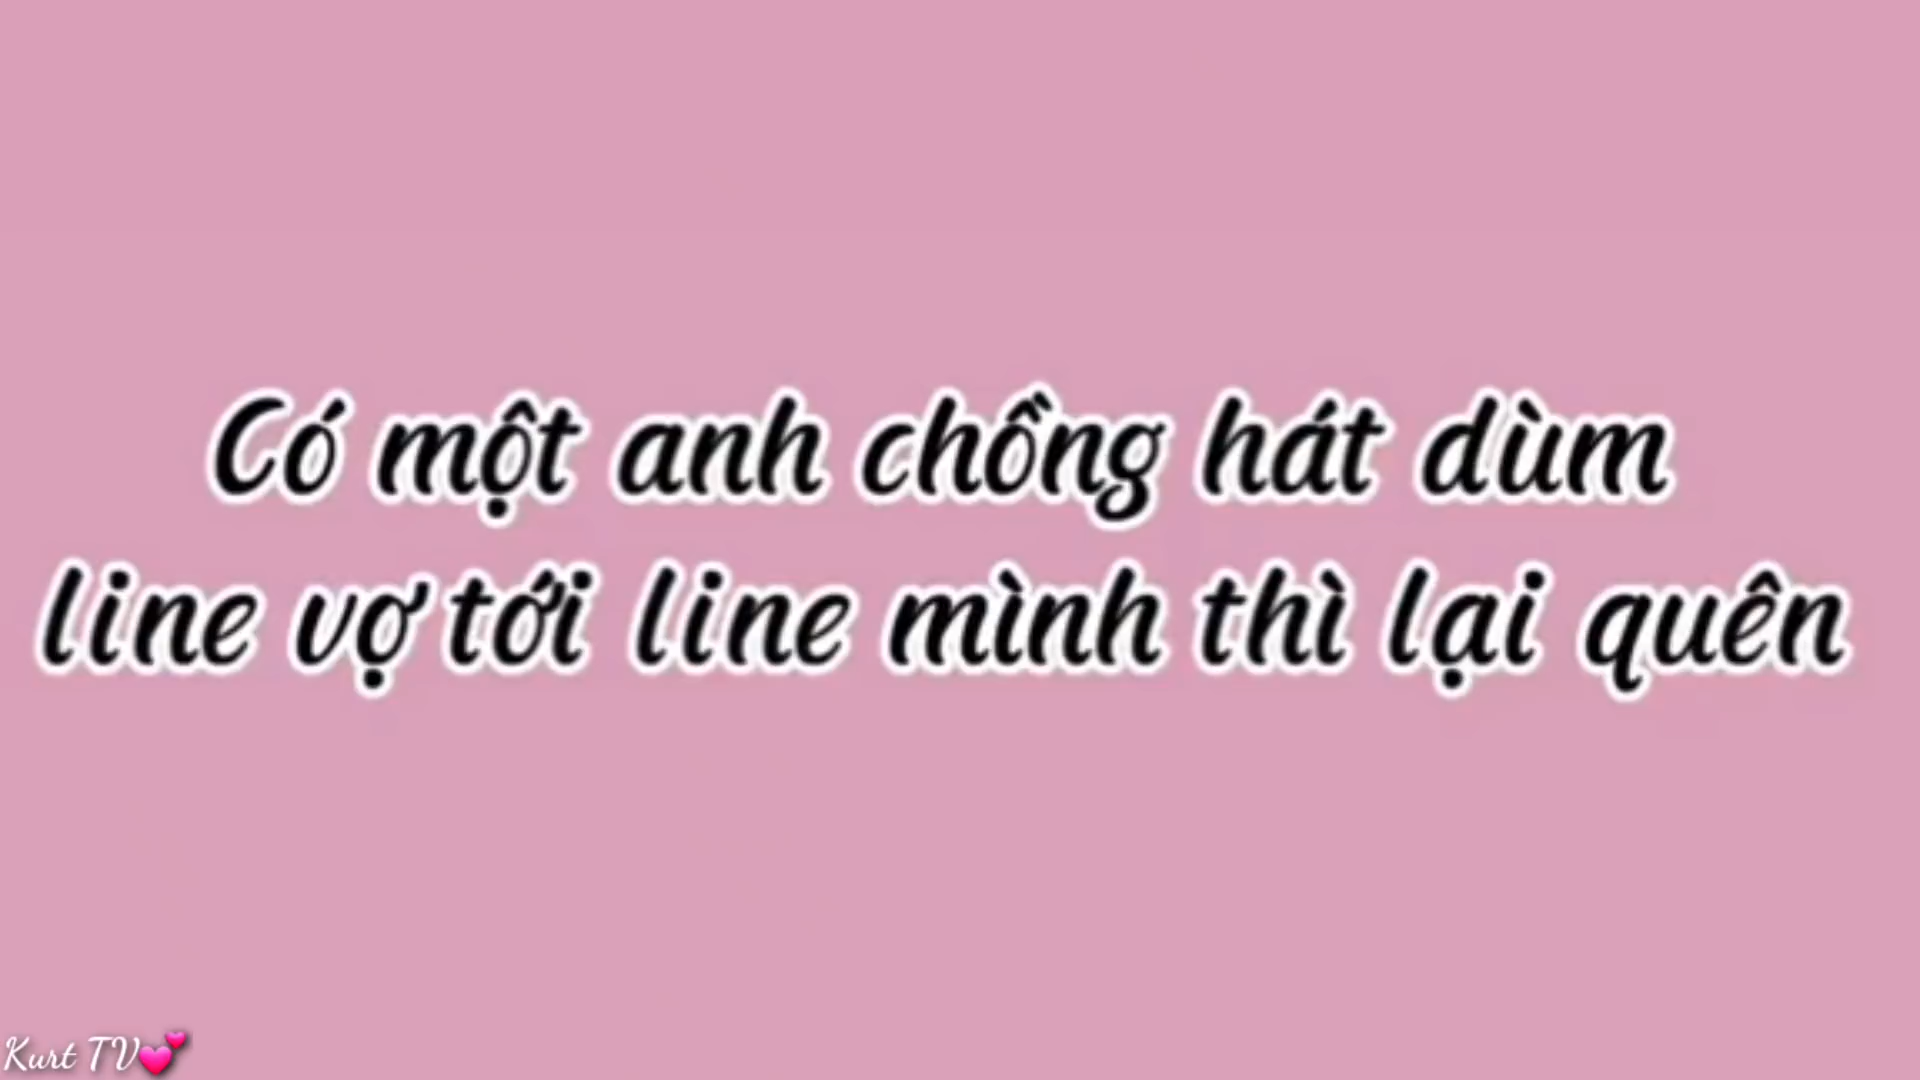 Có một anh chồng hát dùm
line vợ tới line mình thì lại quên
Kurt TV💕